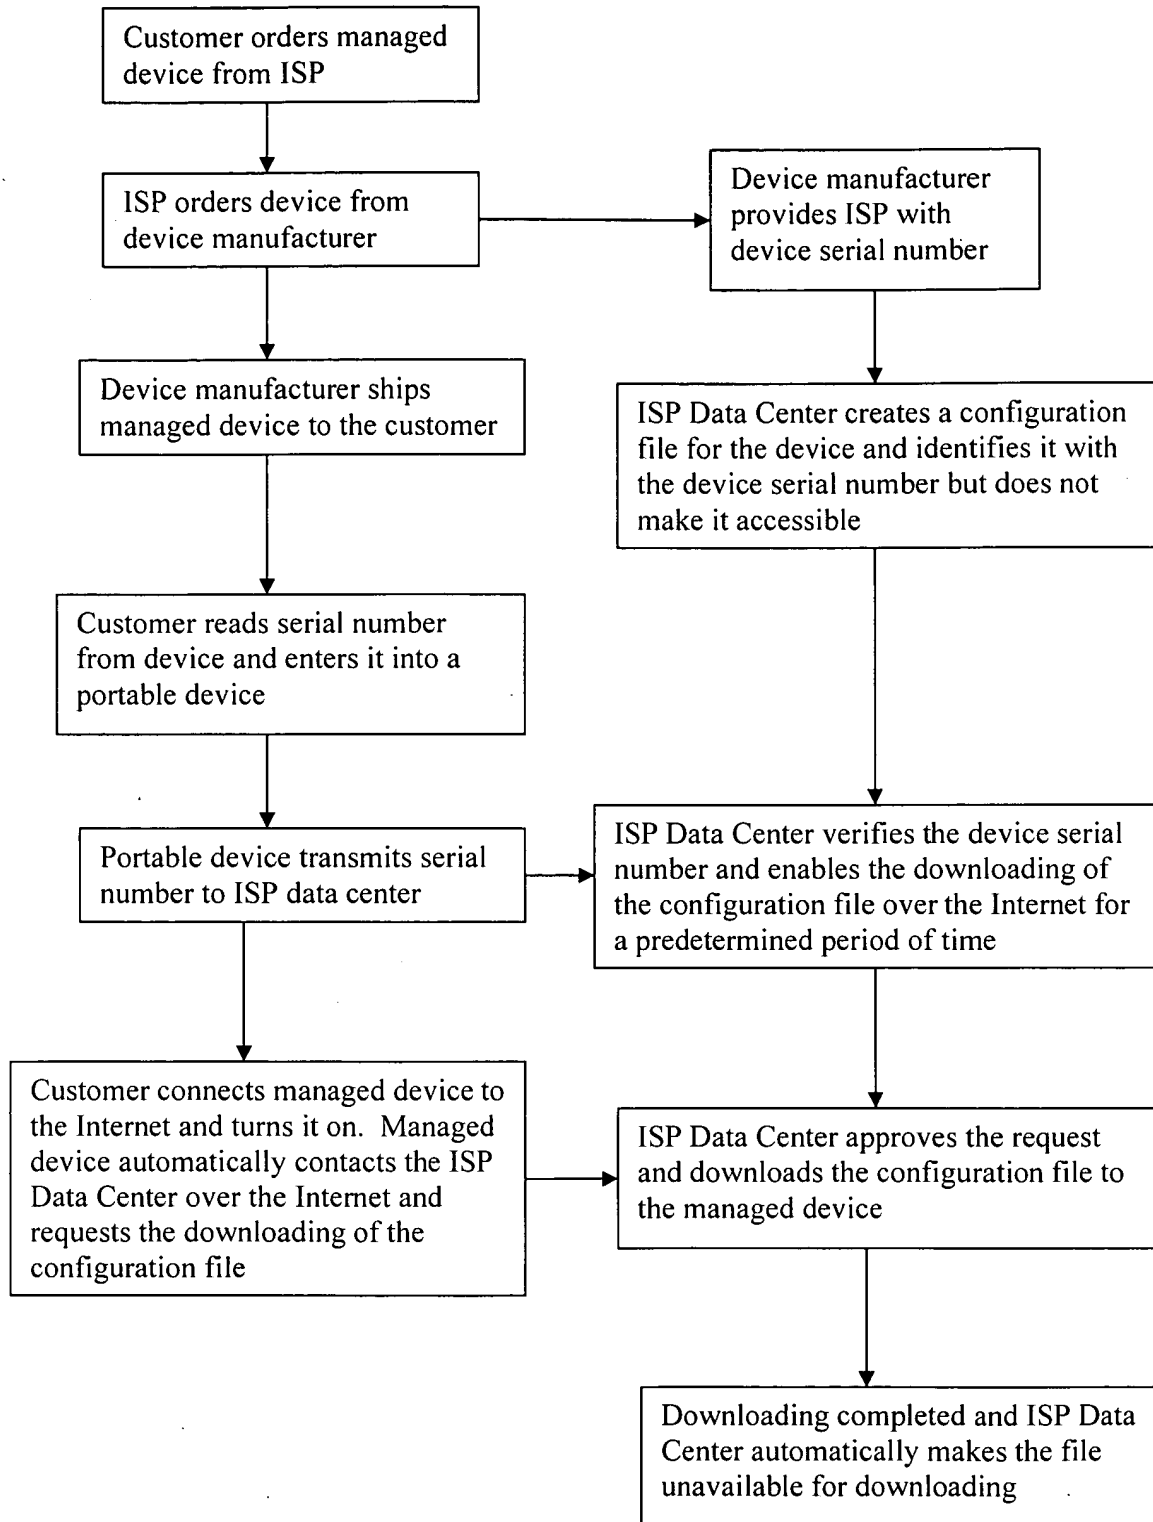 Customer orders managed
device from ISP
ISP orders device from
device manufacturer
Device manufacturer
provides ISP with
device serial number
Device manufacturer ships
managed device to the customer
ISP Data Center creates a configuration
file for the device and identifies it with
the device serial number but does not
make it accessible
Customer reads serial number
from device and enters it into a
portable device
Portable device transmits serial
number to ISP data center
ISP Data Center verifies the device serial
number and enables the downloading of
the configuration file over the Internet for
a predetermined period of time
Customer connects managed device to
the Internet and turns it on.  Managed
device automatically contacts the ISP
Data Center over the Internet and
requests the downloading of the
configuration file
ISP Data Center approves the request
and downloads the configuration file to
the managed device
Downloading completed and ISP Data
Center automatically makes the file
unavailable for downloading